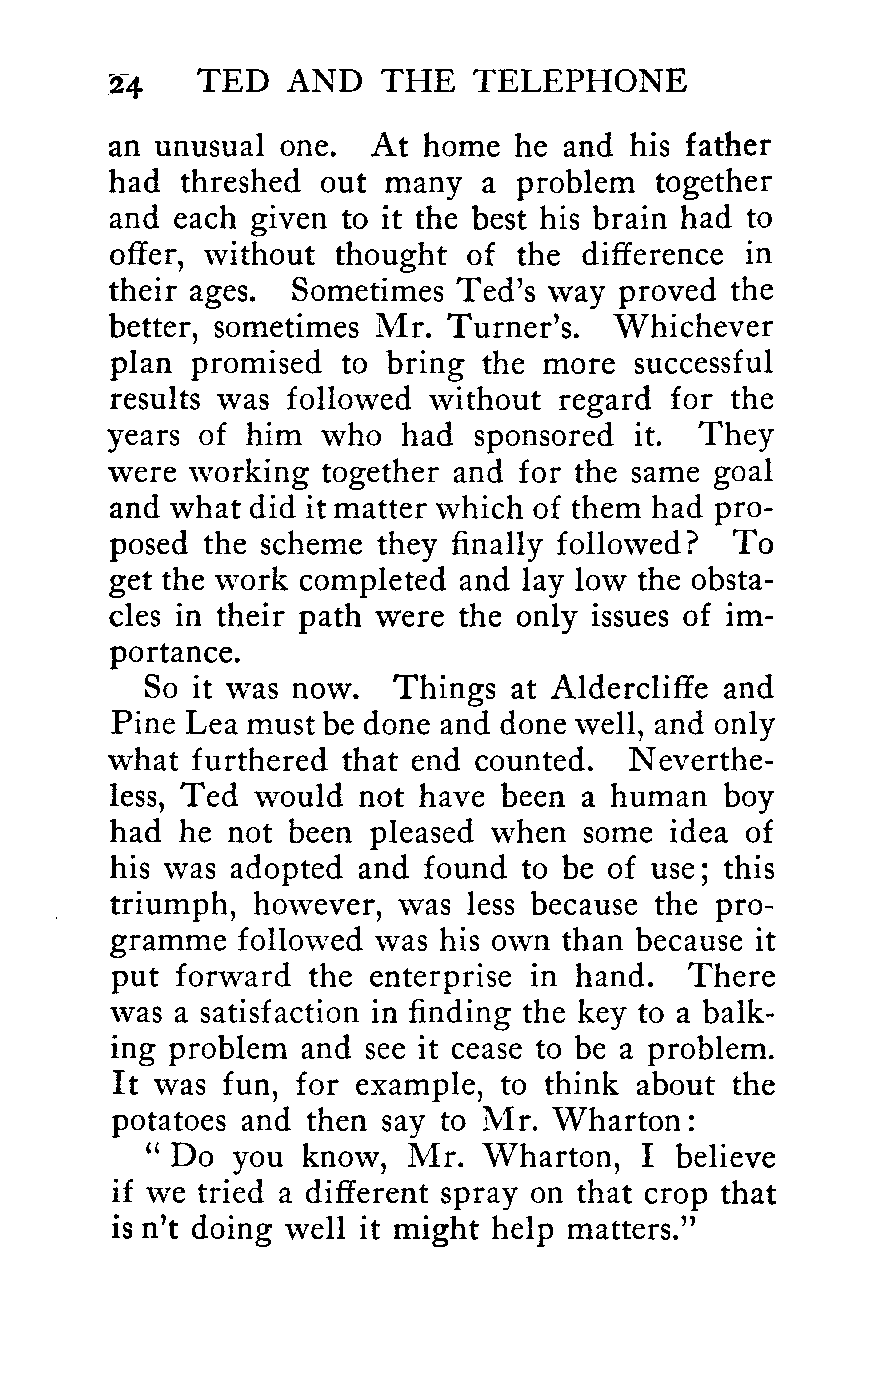 24 TED AND THE TELEPHONE
an unusual one. At home he and his father
had threshed out many a problem together
and each given to it the best his brain had to
offer, without thought of the difference in
their ages. Sometimes Ted's way proved the
better, sometimes Mr. Turner's. Whichever
plan promised to bring the more successful
results was followed without regard for the
years of him who had sponsored it. They
were working together and for the same goal
and what did it matter which of them had pro-
posed the scheme they finally followed? To
get the work completed and lay low the obsta-
cles in their path were the only issues of im-
portance.
So it was now. Things at Aldercliffe and
Pine Lea must be done and done well, and only
what furthered that end counted. Neverthe-
less, Ted would not have been a human boy
had he not been pleased when some idea of
his was adopted and found to be of use; this
triumph, however, was less because the pro-
gramme followed was his own than because it
put forward the enterprise in hand. There
was a satisfaction in finding the key to a balk-
ing problem and see it cease to be a problem.
It was fun, for example, to think about the
potatoes and then say to Mr. Wharton:
" Do you know, Mr. Wharton, I believe
if we tried a different spray on that crop that
is n't doing well it might help matters."